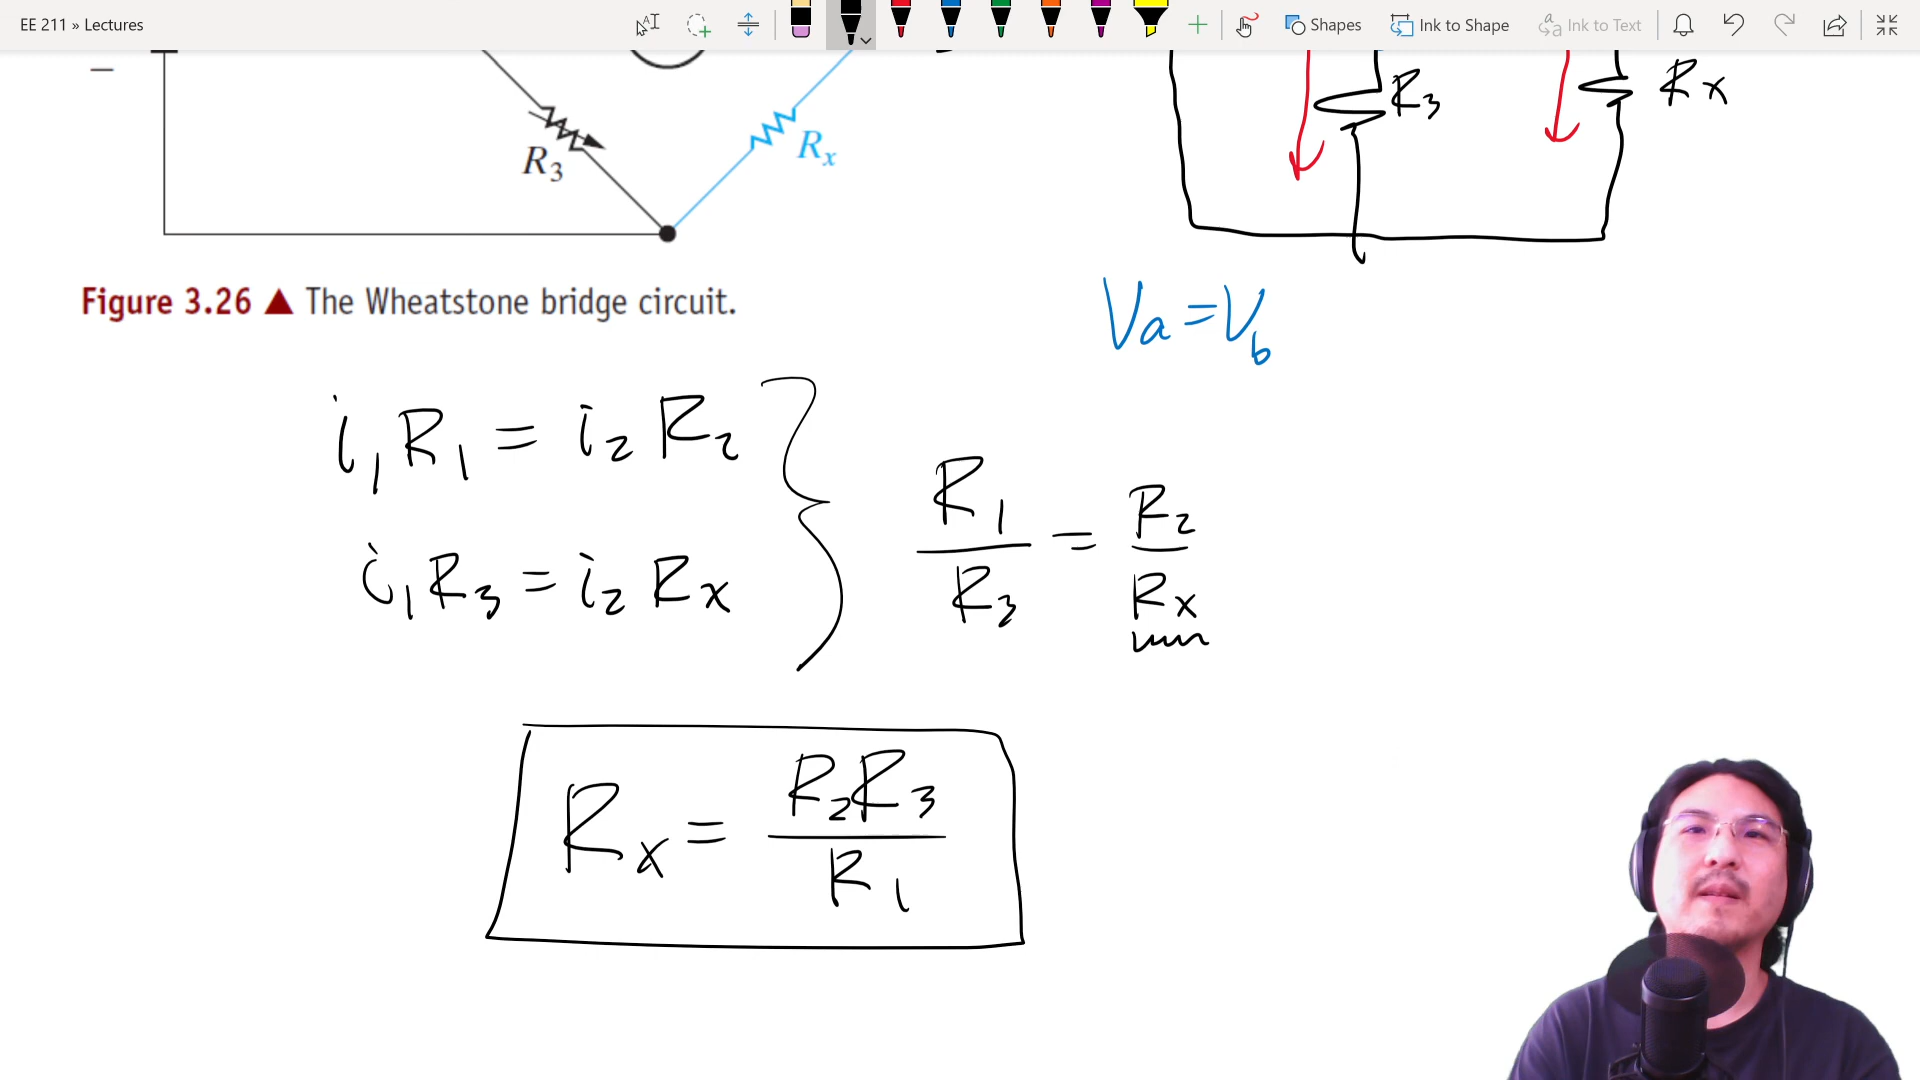 EE 211 » Lectures
Shapes
Ink to Shape
Ink to Text
R3
Rx
R3
Rx
Figure 3.26 ▲ The Wheatstone bridge circuit.
Va = Vb
i1R1 = i2R2
i1R3 = i2Rx
R1/R3 = R2/Rx
Rx = R2R3/R1